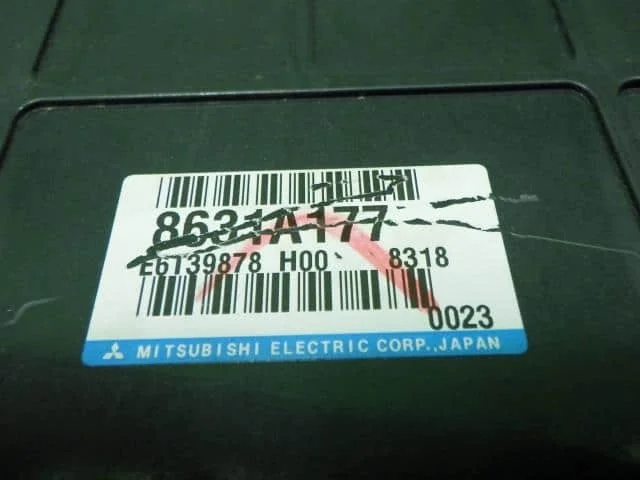 8631A177
E6T39878 H00 8318
0023
MITSUBISHI ELECTRIC CORP.,JAPAN